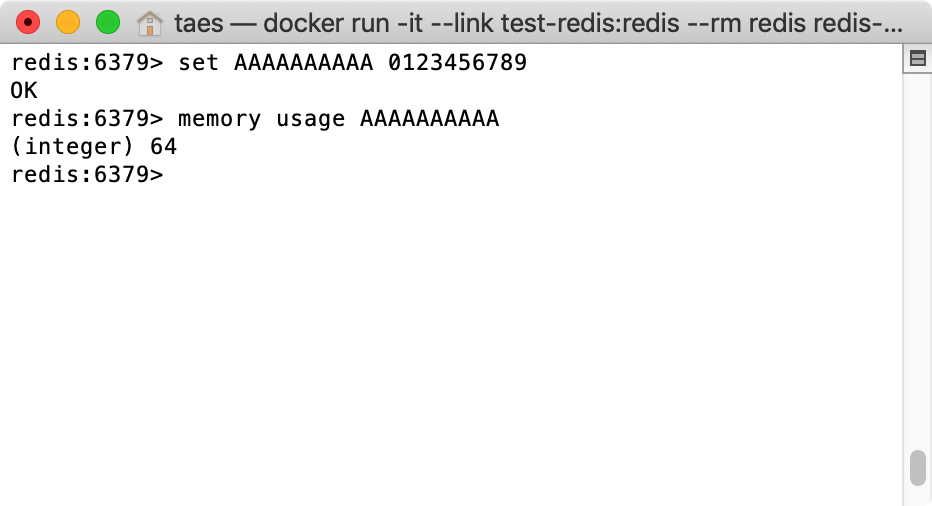 taes — docker run -it --link test-redis:redis --rm redis redis-...
redis:6379> set AAAAAAAAAA 0123456789
OK
redis:6379> memory usage AAAAAAAAAA
(integer) 64
redis:6379>